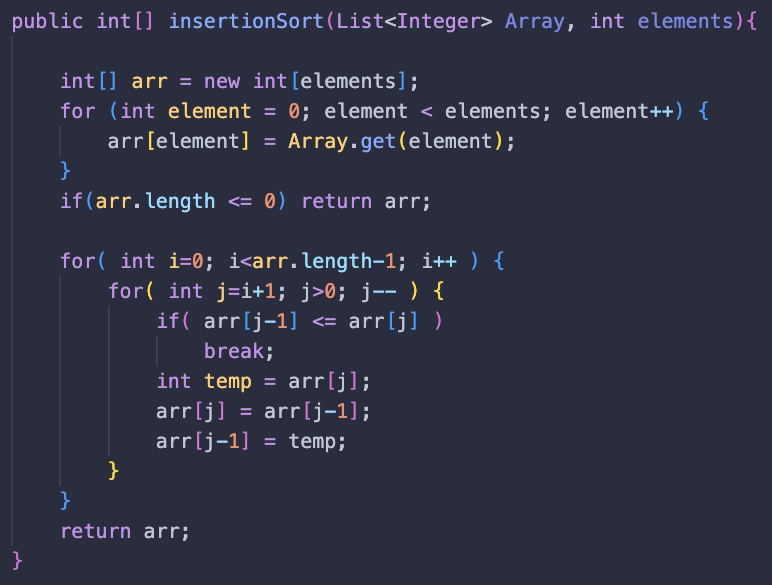 public int[] insertionSort(List<Integer> Array, int elements){
int[] arr = new int[elements];
for (int element = 0; element < elements; element++) {
arr[element] = Array.get(element);
}
if(arr.length <= 0) return arr;
for( int i=0; i<arr.length-1; i++ ) {
for( int j=i+1; j>0; j-- ) {
if( arr[j-1] <= arr[j] )
break;
int temp = arr[j];
arr[j] = arr[j-1];
arr[j-1] = temp;
}
}
return arr;
}